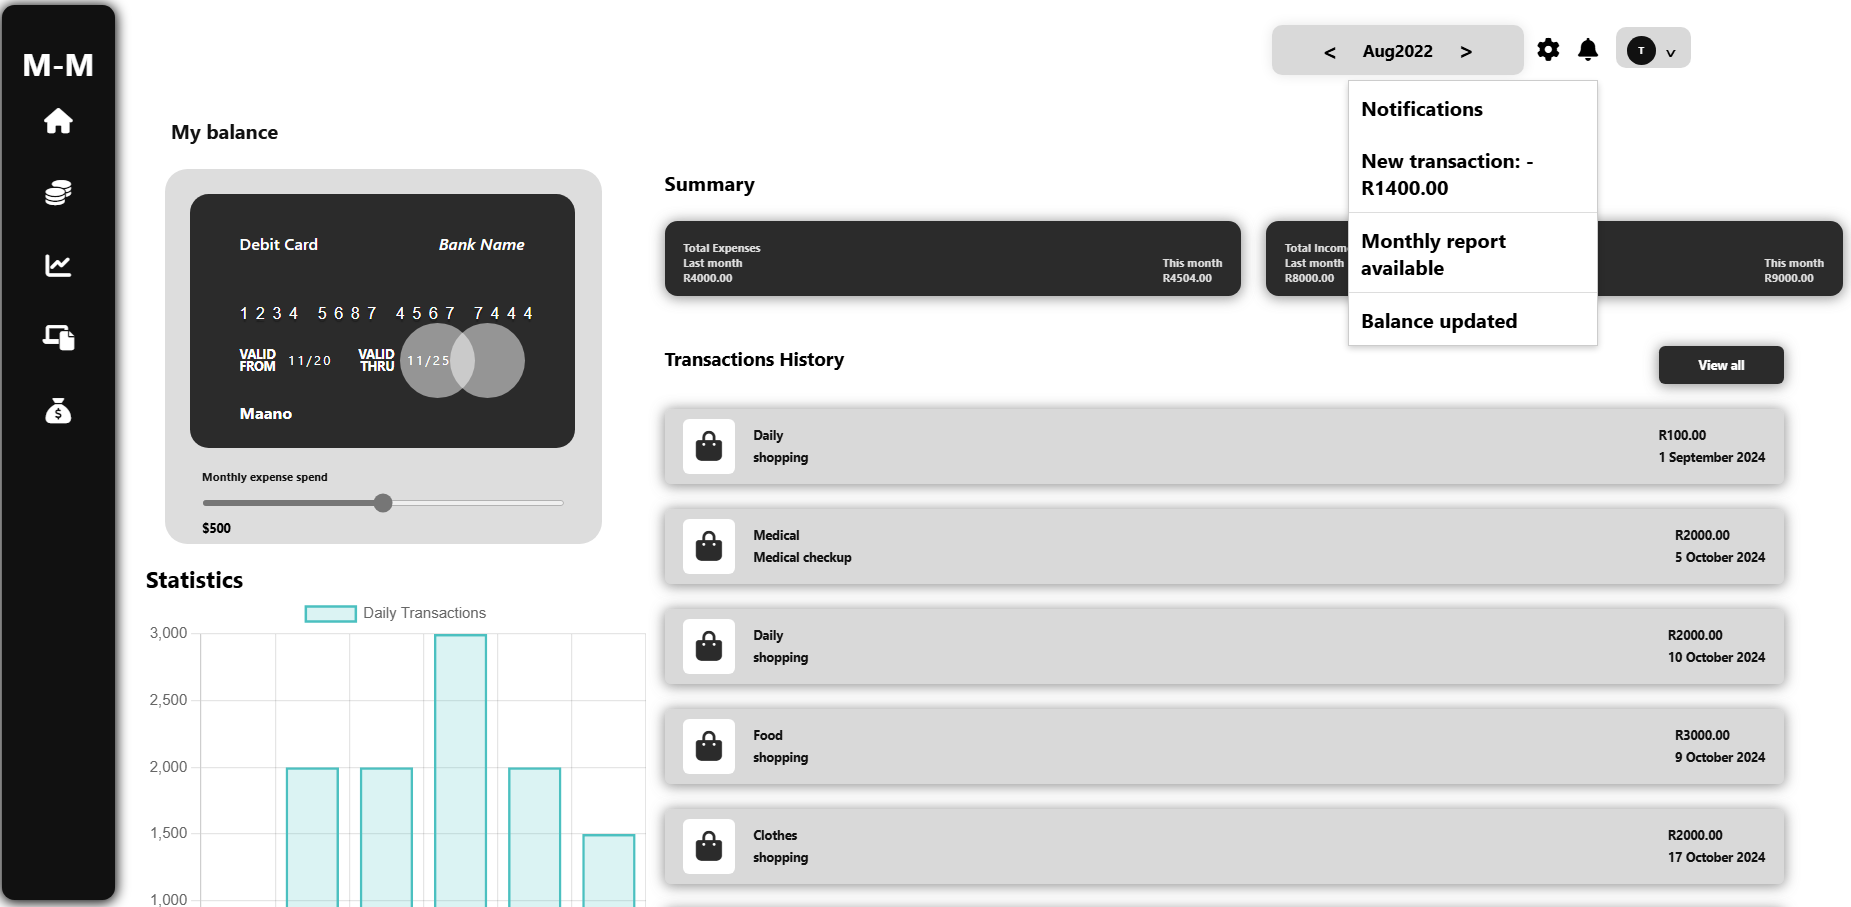 M-M
< Aug2022 >
T v
Notifications
New transaction: -
R1400.00
Monthly report
available
Balance updated
My balance
Debit Card Bank Name
1234 5687 4567 7444
VALID FROM 11/20 VALID THRU 11/25
Maano
Monthly expense spend
$500
Summary
Total Expenses
Last month This month
R4000.00 R4504.00
Total Incom
Last month This month
R8000.00 R9000.00
Transactions History
View all
Daily R100.00
shopping 1 September 2024
Medical R2000.00
Medical checkup 5 October 2024
Daily R2000.00
shopping 10 October 2024
Food R3000.00
shopping 9 October 2024
Clothes R2000.00
shopping 17 October 2024
Statistics
Daily Transactions
3,000
2,500
2,000
1,500
1,000